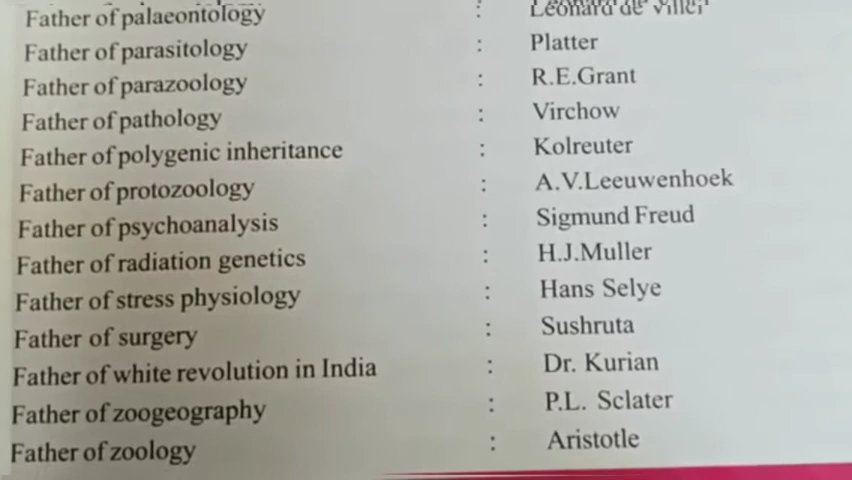 Father of palaeontology : Leonard de
Father of parasitology : Platter
Father of parazoology : R.E.Grant
Father of pathology : Virchow
Father of polygenic inheritance : Kolreuter
Father of protozoology : A.V.Leeuwenhoek
Father of psychoanalysis : Sigmund Freud
Father of radiation genetics : H.J.Muller
Father of stress physiology : Hans Selye
Father of surgery : Sushruta
Father of white revolution in India : Dr. Kurian
Father of zoogeography : P.L. Sclater
Father of zoology : Aristotle